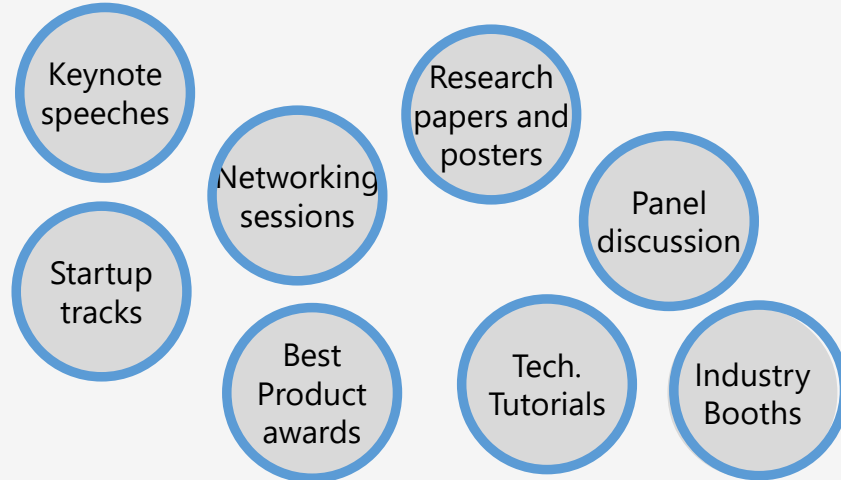 Keynote
speeches
Research
papers and
posters
Networking
sessions
Panel
discussion
Startup
tracks
Best
Product
awards
Tech.
Tutorials
Industry
Booths